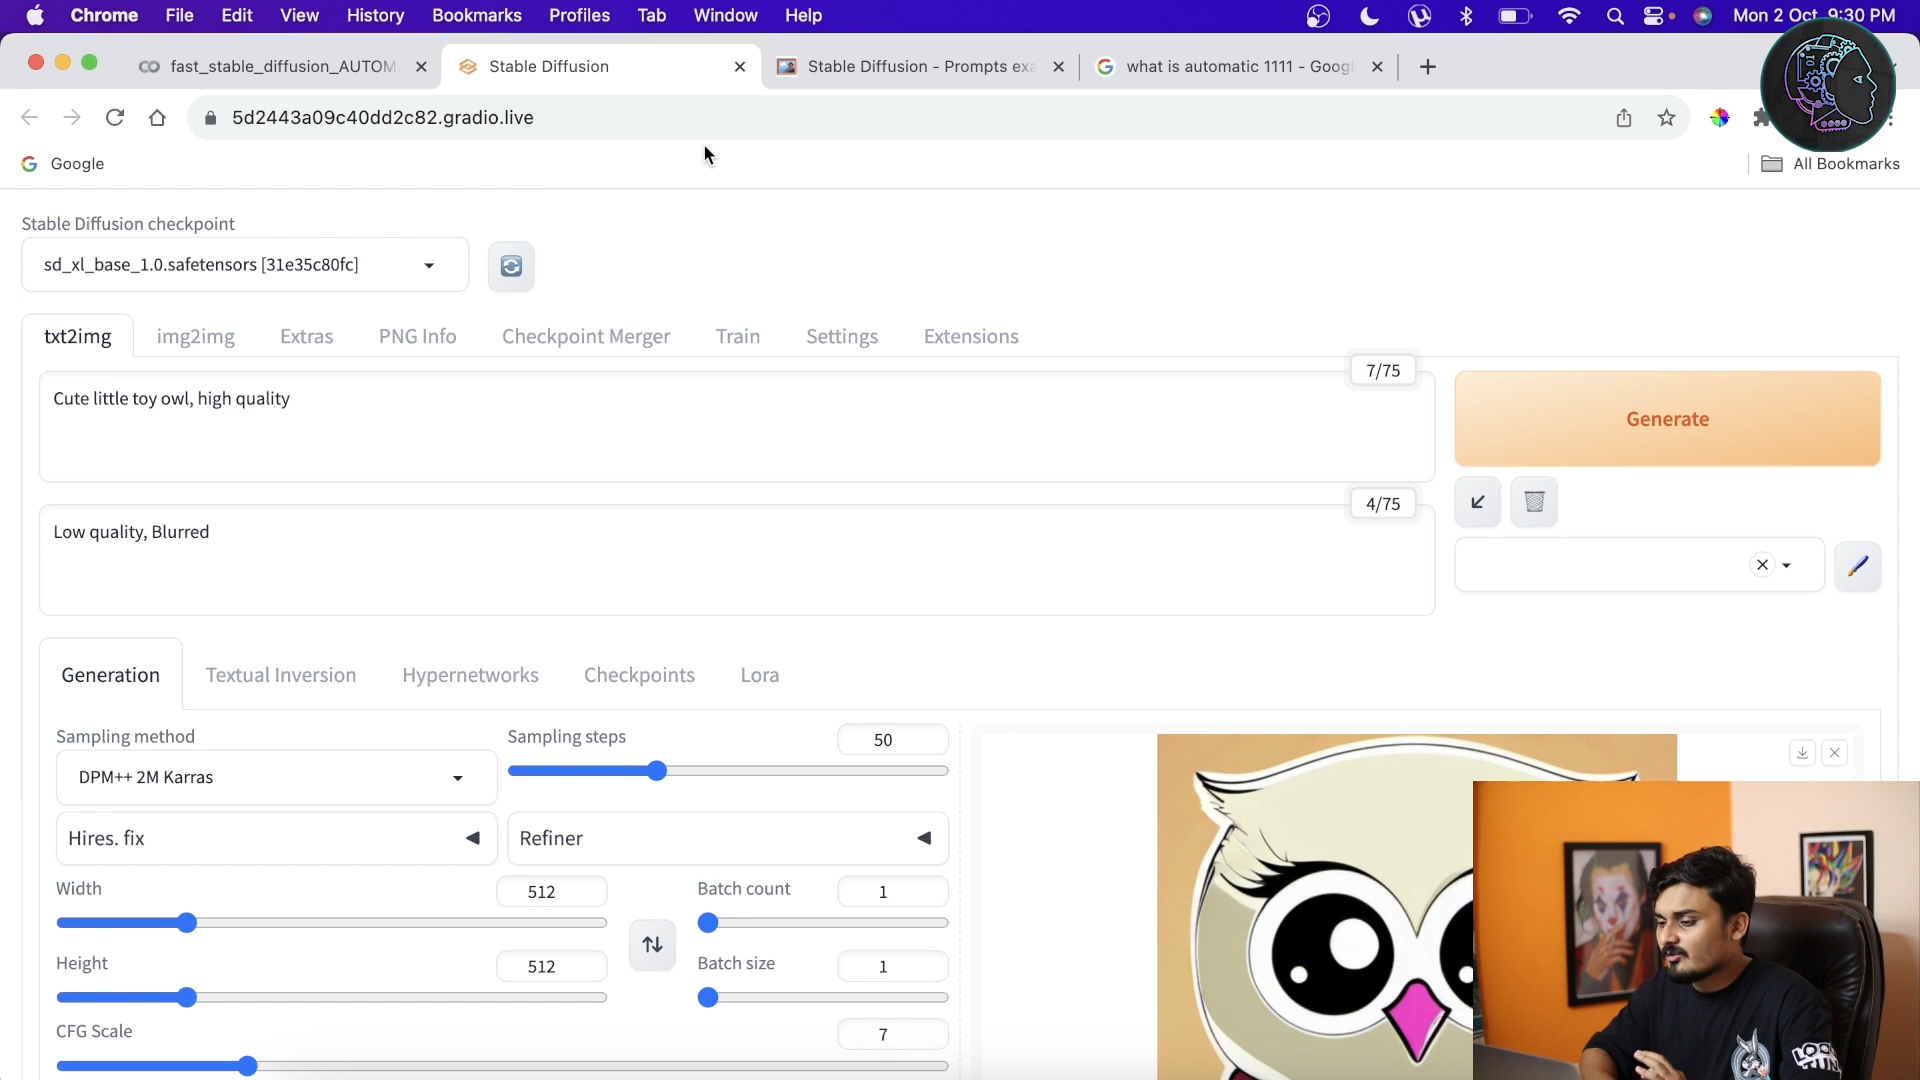 Chrome File Edit View History Bookmarks Profiles Tab Window Help Mon 2 Oct 9:30 PM
fast_stable_diffusion_AUTOM Stable Diffusion Stable Diffusion - Prompts exa what is automatic 1111 - Googl
5d2443a09c40dd2c82.gradio.live
Google All Bookmarks
Stable Diffusion checkpoint
sd_xl_base_1.0.safetensors [31e35c80fc]
txt2img img2img Extras PNG Info Checkpoint Merger Train Settings Extensions
7/75
Cute little toy owl, high quality
Generate
4/75
Low quality, Blurred
Generation Textual Inversion Hypernetworks Checkpoints Lora
Sampling method Sampling steps 50
DPM++ 2M Karras
Hires. fix Refiner
Width 512 Batch count 1
Height 512 Batch size 1
CFG Scale 7